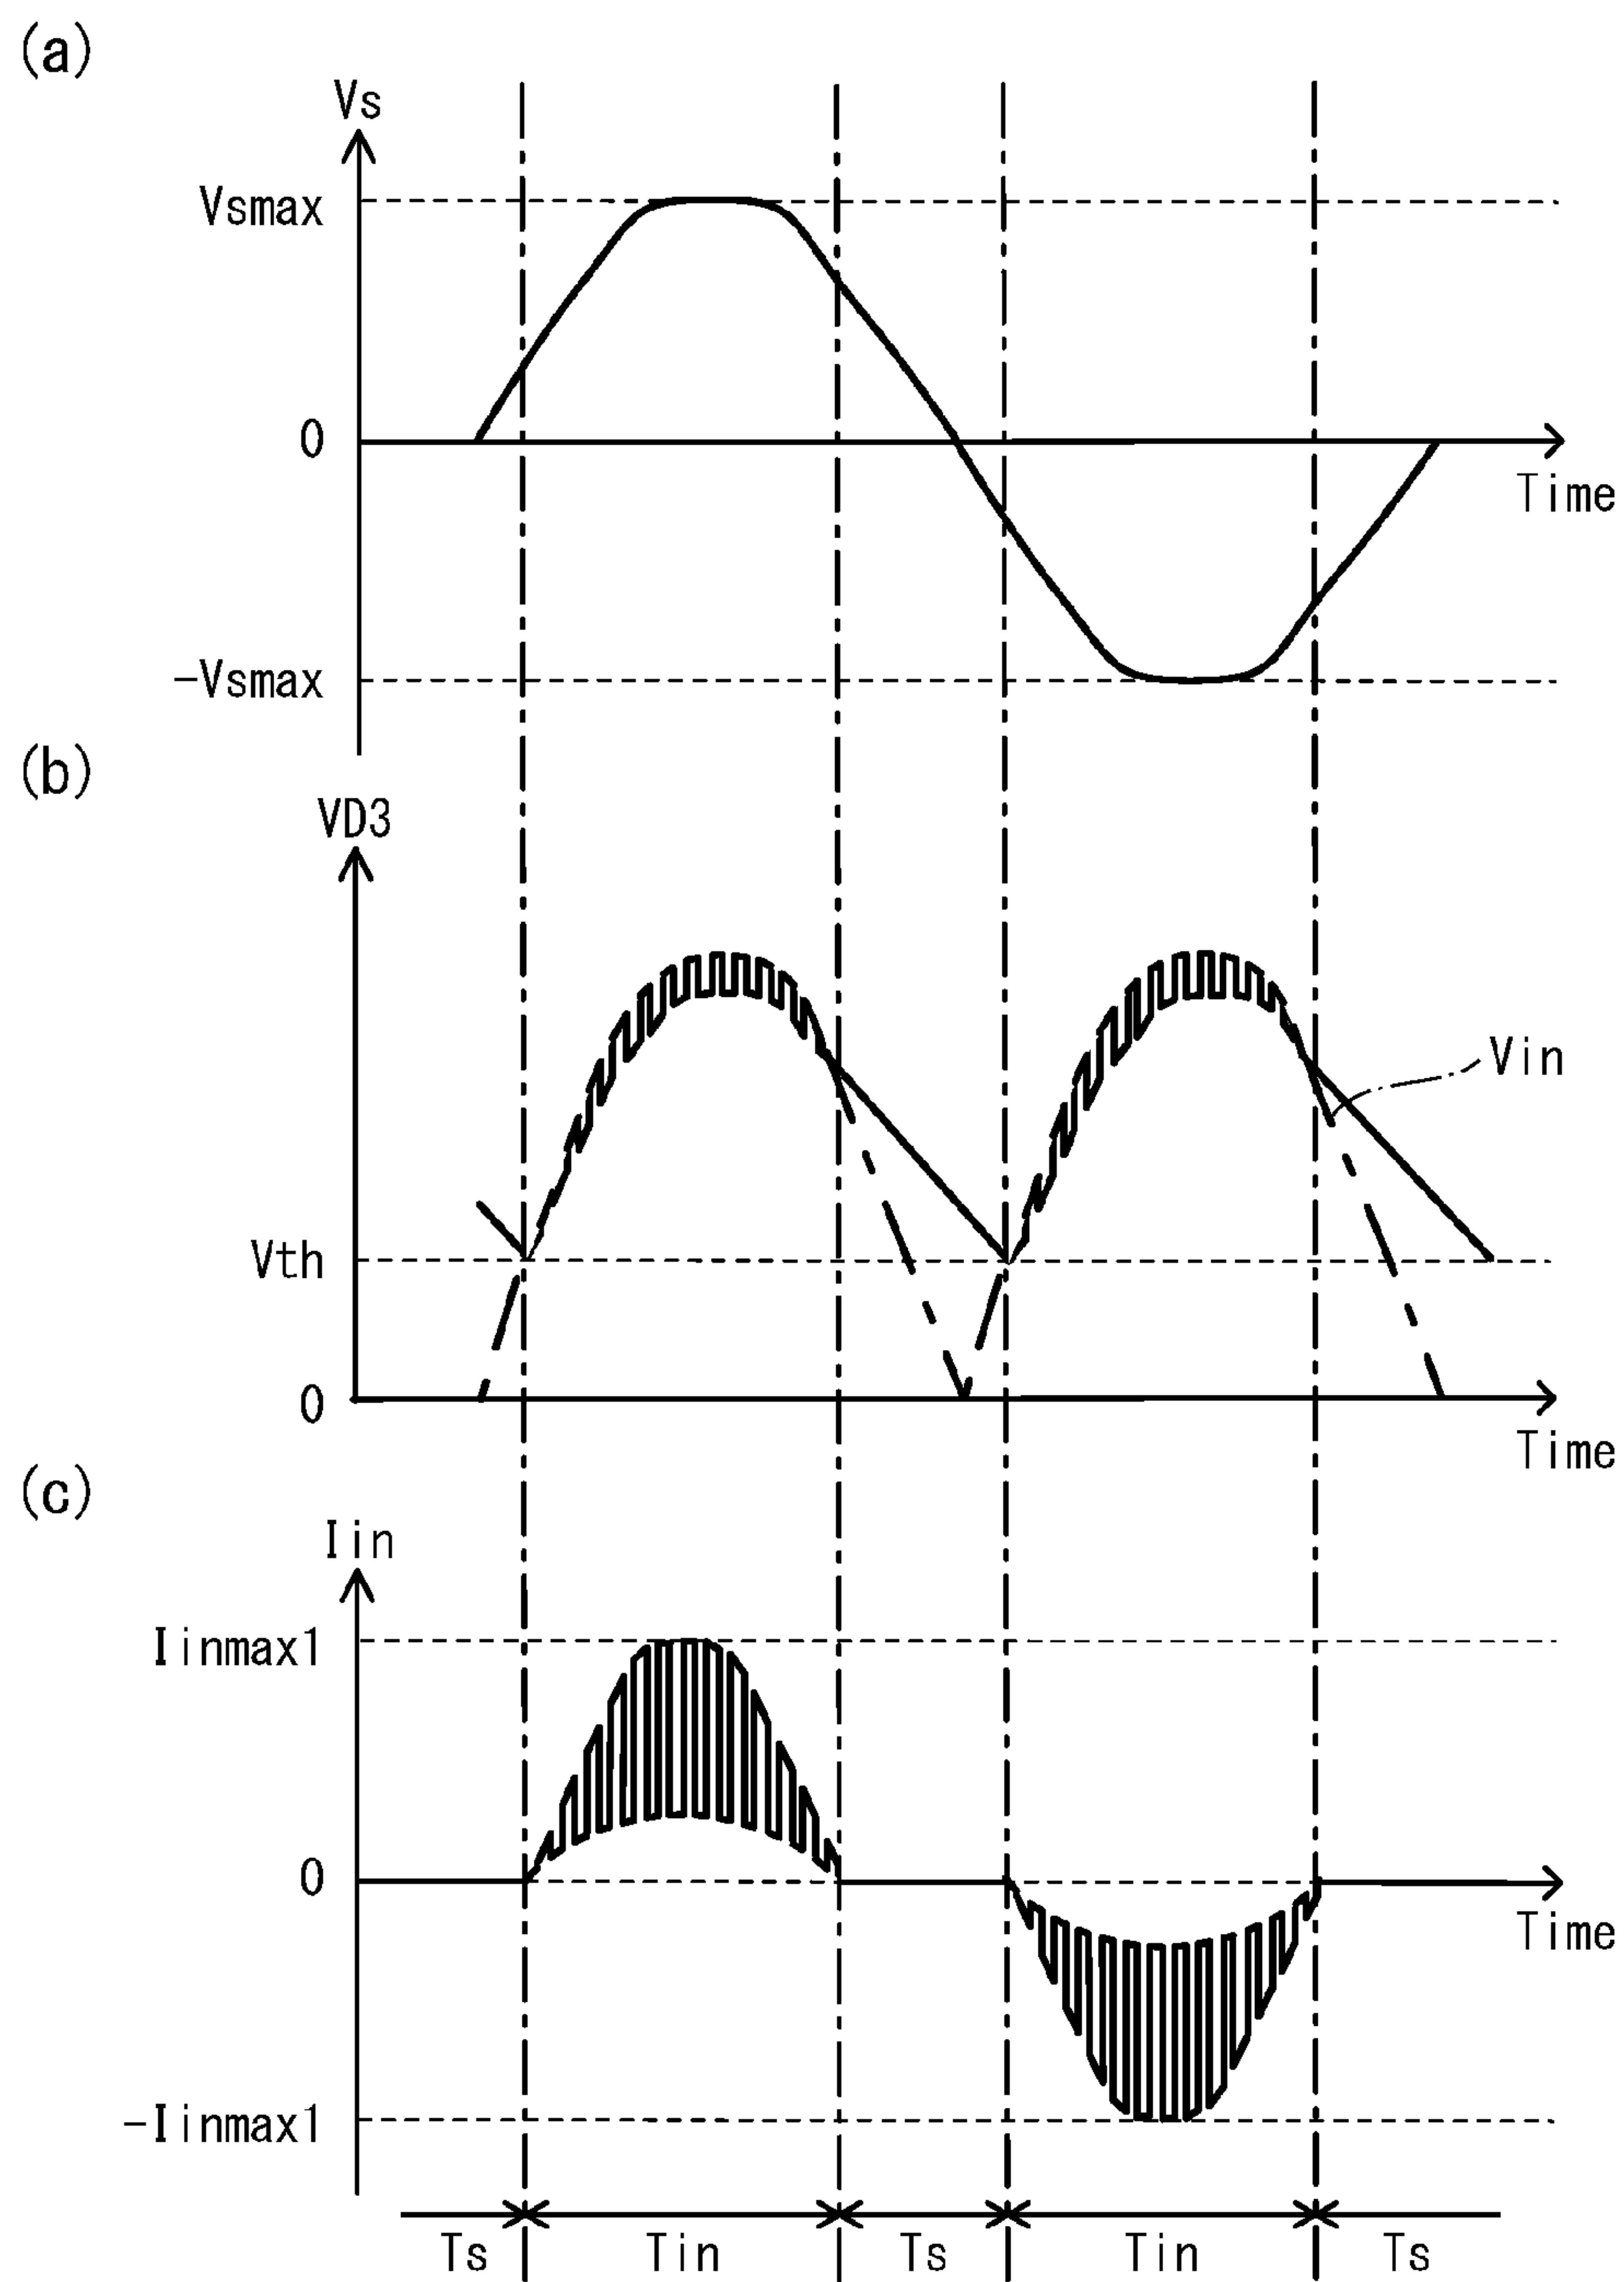 (a)
Vs
Vsmax
0
Time
-Vsmax
(b)
VD3
Vin
Vth
0
Time
(c)
Iin
Iinmax1
0
Time
-Iinmax1
Ts Tin Ts Tin Ts